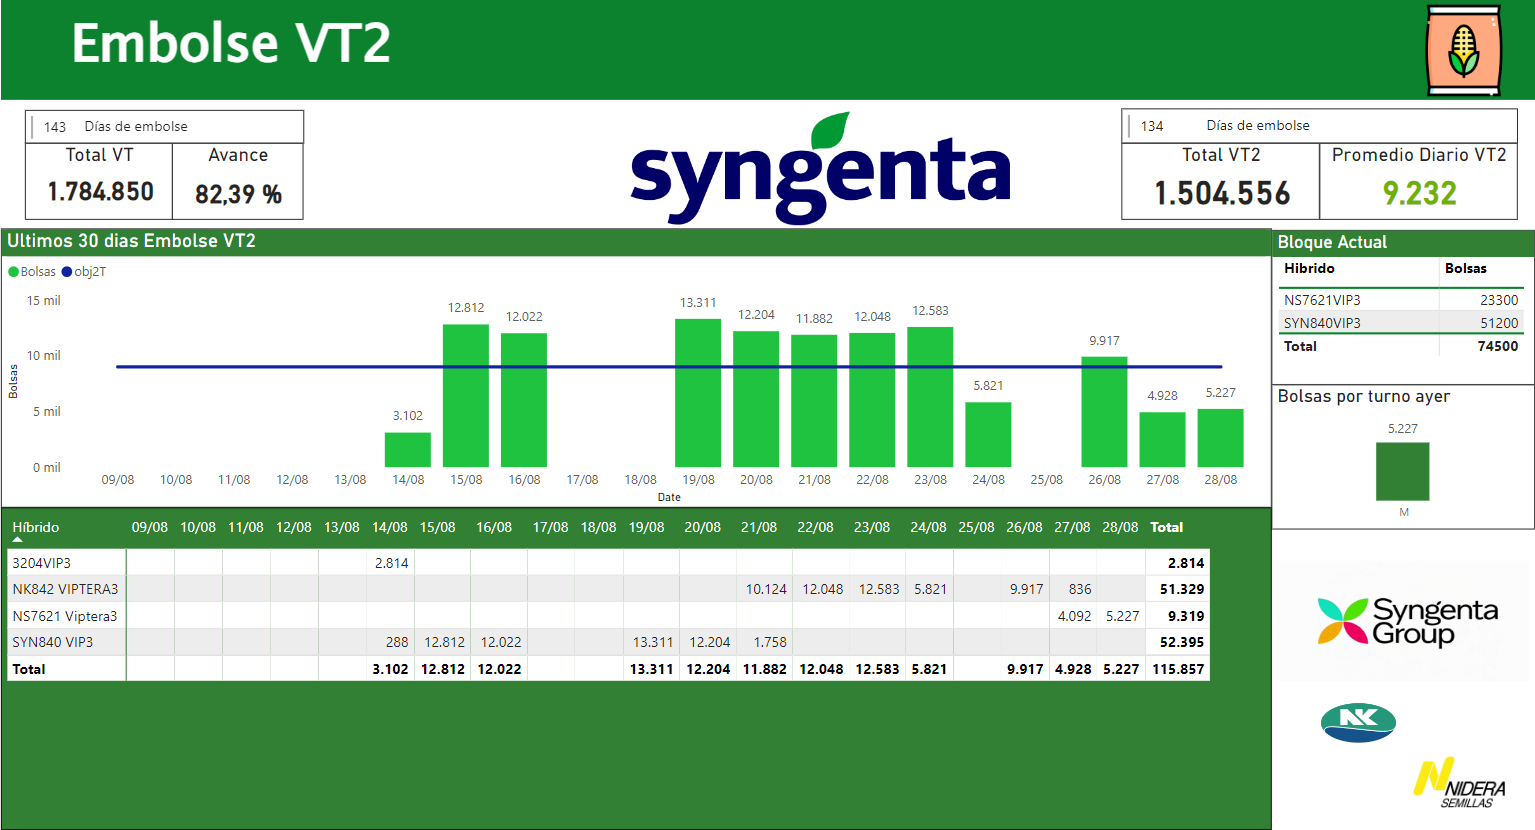 Embolse VT2
143 Días de embolse
Total VT Avance
1.784.850 82,39 %
syngenta
134 Días de embolse
Total VT2 Promedio Diario VT2
1.504.556 9.232
Ultimos 30 dias Embolse VT2
Bolsas obj2T
15 mil
10 mil
5 mil
0 mil
Bolsas
3.102 12.812 12.022 13.311 12.204 11.882 12.048 12.583 5.821 9.917 4.928 5.227
09/08 10/08 11/08 12/08 13/08 14/08 15/08 16/08 17/08 18/08 19/08 20/08 21/08 22/08 23/08 24/08 25/08 26/08 27/08 28/08
Date
Bloque Actual
Hibrido Bolsas
NS7621VIP3 23300
SYN840VIP3 51200
Total 74500
Bolsas por turno ayer
5.227
M
Híbrido 09/08 10/08 11/08 12/08 13/08 14/08 15/08 16/08 17/08 18/08 19/08 20/08 21/08 22/08 23/08 24/08 25/08 26/08 27/08 28/08 Total
3204VIP3 2.814 2.814
NK842 VIPTERA3 10.124 12.048 12.583 5.821 9.917 836 51.329
NS7621 Viptera3 4.092 5.227 9.319
SYN840 VIP3 288 12.812 12.022 13.311 12.204 1.758 52.395
Total 3.102 12.812 12.022 13.311 12.204 11.882 12.048 12.583 5.821 9.917 4.928 5.227 115.857
Syngenta
Group
NK
NIDERA
SEMILLAS